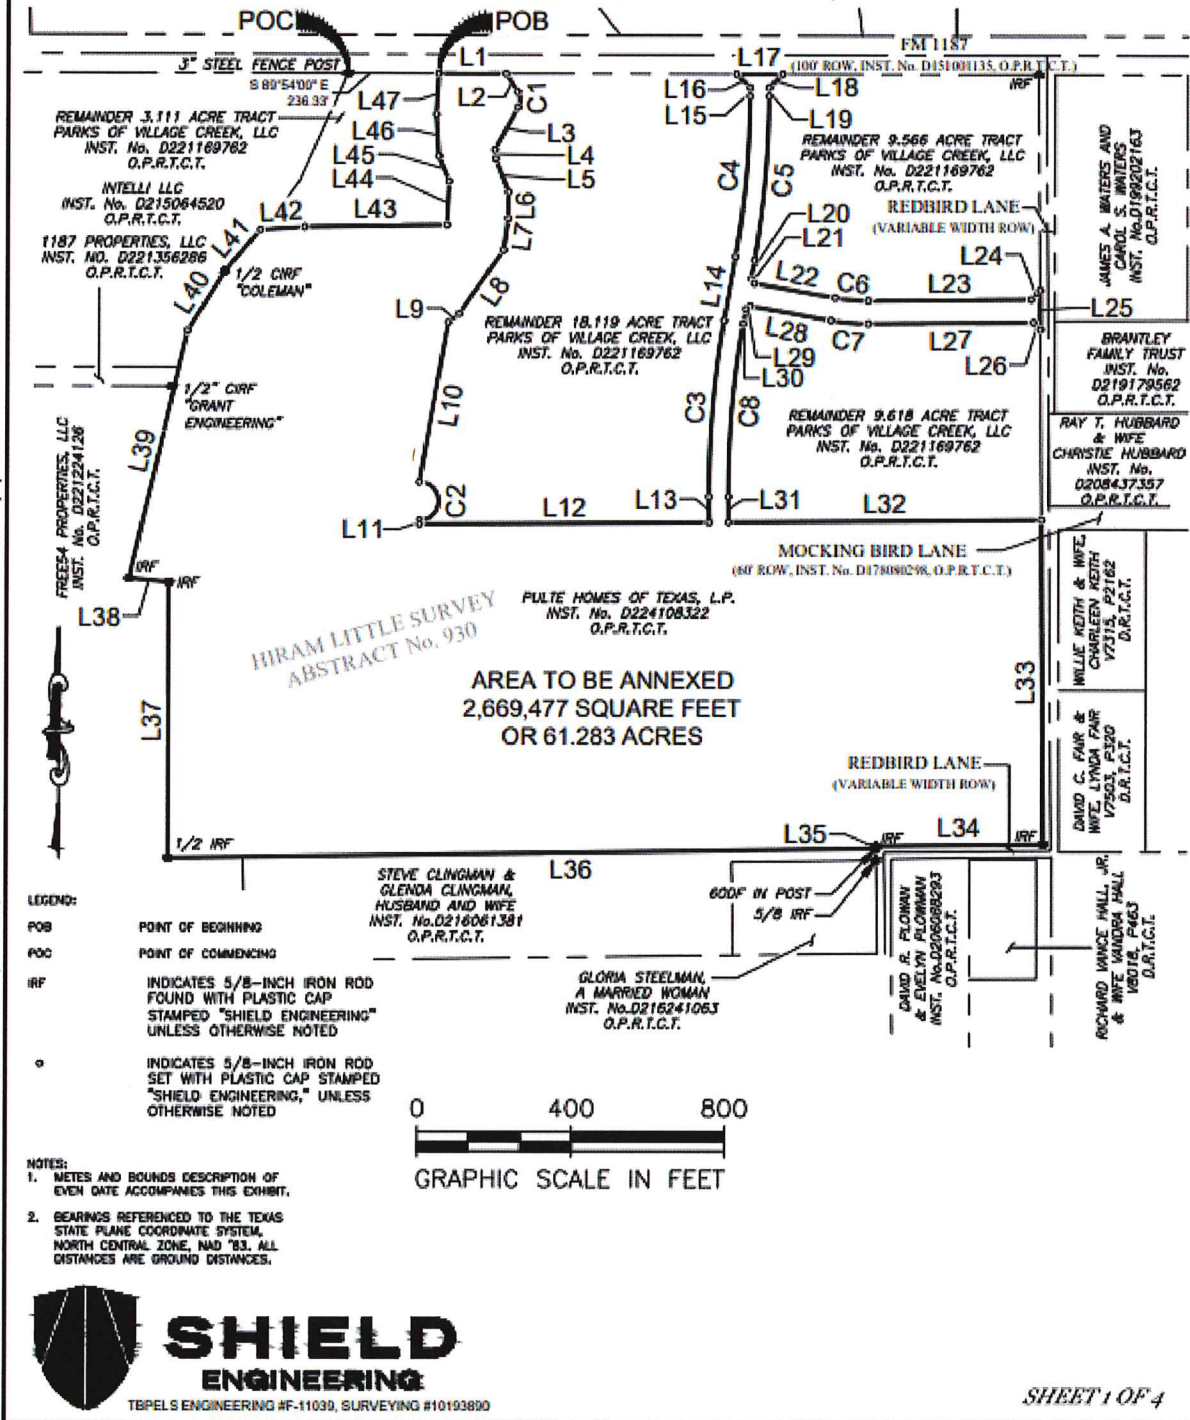 POC
POB
3" STEEL FENCE POST
S 89°54'00" E
236.33'
L1
L2
C1
L3
L4
L5
L6
L7
L8
L9
L10
L11
C2
L12
L13
L14
C3
C4
L15
L16
L17
L18
L19
C5
FM 1187
(100' ROW, INST. No. D151001135, O.P.R.T.C.T.)
IRF
L47
L46
L45
L44
L43
L42
L41
L40
L39
L38
L37
REMAINDER 3.111 ACRE TRACT
PARKS OF VILLAGE CREEK, LLC
INST. No. D221169762
O.P.R.T.C.T.
INTELLI LLC
INST. No. D215064520
O.P.R.T.C.T.
1187 PROPERTIES, LLC
INST. NO. D221356286
O.P.R.T.C.T.
1/2 CIRF
"COLEMAN"
1/2" CIRF
"GRANT
ENGINEERING"
FREE54 PROPERTIES, LLC
INST. No. D221224126
O.P.R.T.C.T.
IRF
IRF
REMAINDER 9.566 ACRE TRACT
PARKS OF VILLAGE CREEK, LLC
INST. No. D221169762
O.P.R.T.C.T.
REDBIRD LANE
(VARIABLE WIDTH ROW)
L20
L21
L22
C6
L23
L24
L25
L26
L27
C7
L28
L29
L30
C8
L31
L32
L33
JAMES A. WATERS AND
CAROL S. WATERS
INST. No.D199202163
O.P.R.T.C.T.
BRANTLEY
FAMILY TRUST
INST. No.
D219179562
O.P.R.T.C.T.
RAY T. HUBBARD
& WIFE
CHRISTIE HUBBARD
INST. No.
D208437357
O.P.R.T.C.T.
REMAINDER 18.119 ACRE TRACT
PARKS OF VILLAGE CREEK, LLC
INST. No. D221169762
O.P.R.T.C.T.
REMAINDER 9.618 ACRE TRACT
PARKS OF VILLAGE CREEK, LLC
INST. No. D221169762
O.P.R.T.C.T.
MOCKING BIRD LANE
(60' ROW, INST. No. D178080298, O.P.R.T.C.T.)
WILLIE KEITH & WIFE,
CHARLEEN KEITH
V7315, P2162
D.R.T.C.T.
DAVID C. FAIR &
WIFE, LYNDA FAIR
V7503, P320
D.R.T.C.T.
HIRAM LITTLE SURVEY
ABSTRACT No. 930
PULTE HOMES OF TEXAS, L.P.
INST. No. D224108322
O.P.R.T.C.T.
AREA TO BE ANNEXED
2,669,477 SQUARE FEET
OR 61.283 ACRES
REDBIRD LANE
(VARIABLE WIDTH ROW)
1/2 IRF
L36
L35
IRF
L34
IRF
STEVE CLINGMAN &
GLENDA CLINGMAN,
HUSBAND AND WIFE
INST. No.D216061381
O.P.R.T.C.T.
60DF IN POST
5/8 IRF
GLORIA STEELMAN,
A MARRIED WOMAN
INST. No.D216241063
O.P.R.T.C.T.
DAVID R. PLOWAN
& EVELYN PLOWMAN
INST. No.D206088293
O.P.R.T.C.T.
RICHARD VANCE HALL, JR.
& WIFE VANDRA HALL
V8018, P463
D.R.T.C.T.
LEGEND:
POB POINT OF BEGINNING
POC POINT OF COMMENCING
IRF INDICATES 5/8-INCH IRON ROD
FOUND WITH PLASTIC CAP
STAMPED "SHIELD ENGINEERING"
UNLESS OTHERWISE NOTED
INDICATES 5/8-INCH IRON ROD
SET WITH PLASTIC CAP STAMPED
"SHIELD ENGINEERING," UNLESS
OTHERWISE NOTED
0 400 800
GRAPHIC SCALE IN FEET
NOTES:
1. METES AND BOUNDS DESCRIPTION OF
EVEN DATE ACCOMPANIES THIS EXHIBIT.
2. BEARINGS REFERENCED TO THE TEXAS
STATE PLANE COORDINATE SYSTEM,
NORTH CENTRAL ZONE, NAD '83. ALL
DISTANCES ARE GROUND DISTANCES.
SHIELD
ENGINEERING
TBPELS ENGINEERING #F-11039, SURVEYING #10193890
SHEET 1 OF 4